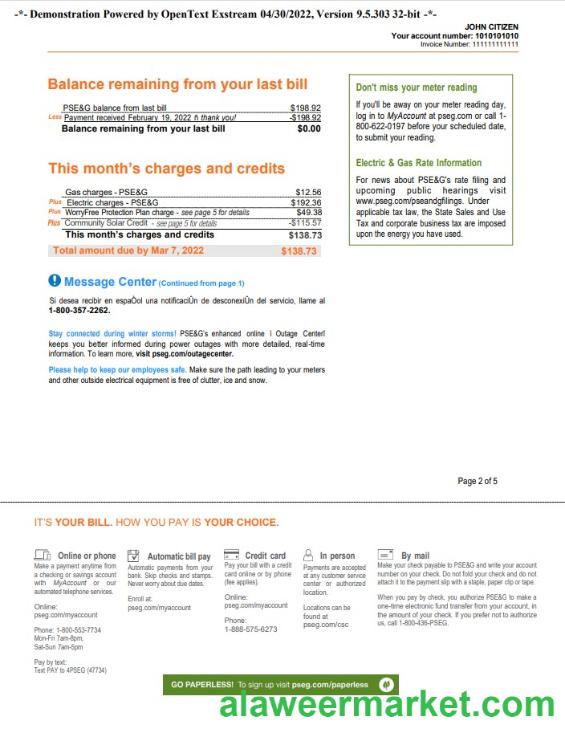 -*- Demonstration Powered by OpenText Exstream 04/30/2022, Version 9.5.303 32-bit -*-
JOHN CITIZEN
Your account number: 1010101010
Invoice Number: 111111111111
Balance remaining from your last bill
PSE&G balance from last bill $198.92
Less Payment received February 19, 2022 ñ thank you! -$198.92
Balance remaining from your last bill $0.00
This month's charges and credits
Gas charges - PSE&G $12.56
Plus Electric charges - PSE&G $192.36
Plus WorryFree Protection Plan charge - see page 5 for details $49.38
Plus Community Solar Credit - see page 5 for details -$115.57
This month's charges and credits $138.73
Total amount due by Mar 7, 2022 $138.73
Don't miss your meter reading
If you'll be away on your meter reading day,
log in to MyAccount at pseg.com or call 1-
800-622-0197 before your scheduled date,
to submit your reading.
Electric & Gas Rate Information
For news about PSE&G's rate filing and
upcoming public hearings visit
www.pseg.com/pseandgfilings. Under
applicable tax law, the State Sales and Use
Tax and corporate business tax are imposed
upon the energy you have used.
Message Center (Continued from page 1)
Si desea recibir en espaÒol una notificaciÛn de desconexiÛn del servicio, llame al
1-800-357-2262.
Stay connected during winter storms! PSE&G's enhanced online ì Outage Centerî
keeps you better informed during power outages with more detailed, real-time
information. To learn more, visit pseg.com/outagecenter.
Please help to keep our employees safe. Make sure the path leading to your meters
and other outside electrical equipment is free of clutter, ice and snow.
Page 2 of 5
IT'S YOUR BILL. HOW YOU PAY IS YOUR CHOICE.
Online or phone
Make a payment anytime from
a checking or savings account
with MyAccount or our
automated telephone services.
Online:
pseg.com/myaccount
Phone: 1-800-553-7734
Mon-Fri 7am-8pm,
Sat-Sun 7am-5pm
Pay by text:
Text PAY to 4PSEG (47734)
Automatic bill pay
Automatic payments from your
bank. Skip checks and stamps.
Never worry about due dates.
Enroll at:
pseg.com/myaccount
Credit card
Pay your bill with a credit
card online or by phone
(fee applies).
Online:
pseg.com/myaccount
Phone:
1-888-575-6273
In person
Payments are accepted
at any customer service
center or authorized
location.
Locations can be
found at
pseg.com/csc
By mail
Make your check payable to PSE&G and write your account
number on your check. Do not fold your check and do not
attach it to the payment slip with a staple, paper clip or tape.
When you pay by check, you authorize PSE&G to make a
one-time electronic fund transfer from your account, in
the amount of your check. If you prefer not to authorize
us, call 1-800-436-PSEG.
GO PAPERLESS! To sign up visit pseg.com/paperless
alaweermarket.com